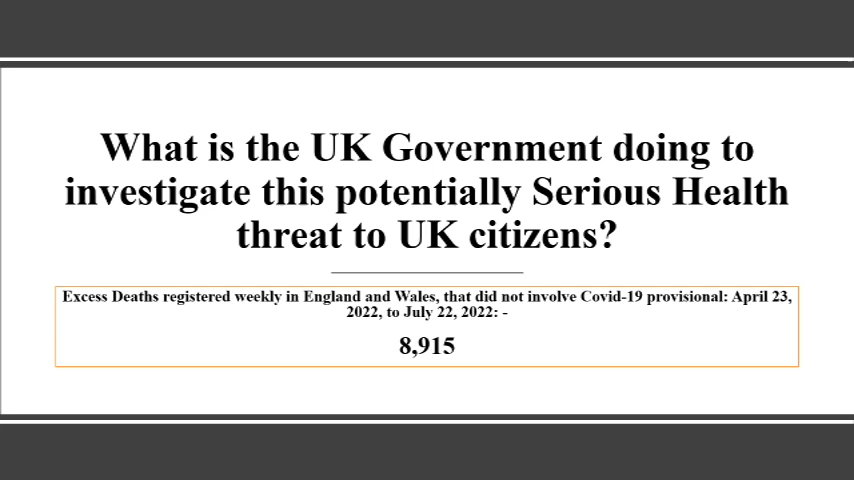 What is the UK Government doing to
investigate this potentially Serious Health
threat to UK citizens?
Excess Deaths registered weekly in England and Wales, that did not involve Covid-19 provisional: April 23,
2022, to July 22, 2022: -
8,915